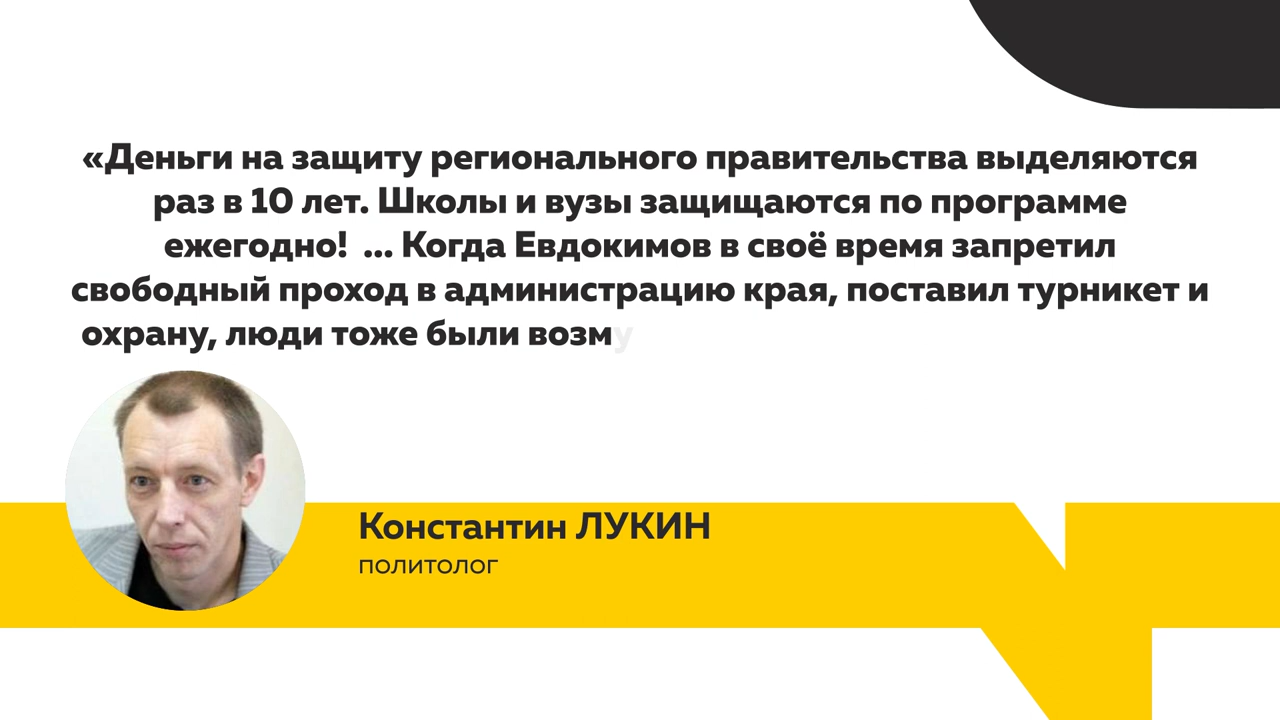 «Деньги на защиту регионального правительства выделяются
раз в 10 лет. Школы и вузы защищаются по программе
ежегодно! ... Когда Евдокимов в своё время запретил
свободный проход в администрацию края, поставил турникет и
охрану, люди тоже были возму
Константин ЛУКИН
политолог